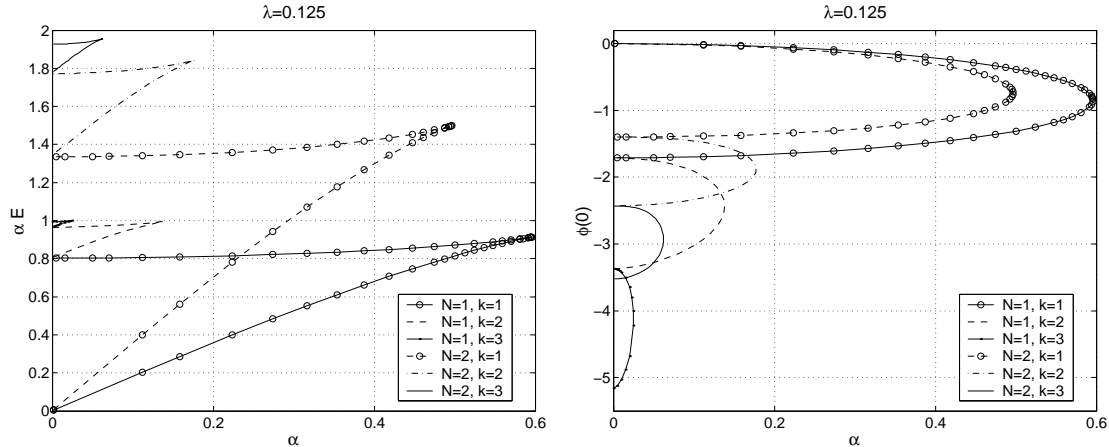 λ=0.125
α E
2
1.8
1.6
1.4
1.2
1
0.8
0.6
0.4
0.2
0
0
0.2
0.4
0.6
α
N=1, k=1
N=1, k=2
N=1, k=3
N=2, k=1
N=2, k=2
N=2, k=3
λ=0.125
ϕ(0)
0
−1
−2
−3
−4
−5
0
0.2
0.4
0.6
α
N=1, k=1
N=1, k=2
N=1, k=3
N=2, k=1
N=2, k=2
N=2, k=3